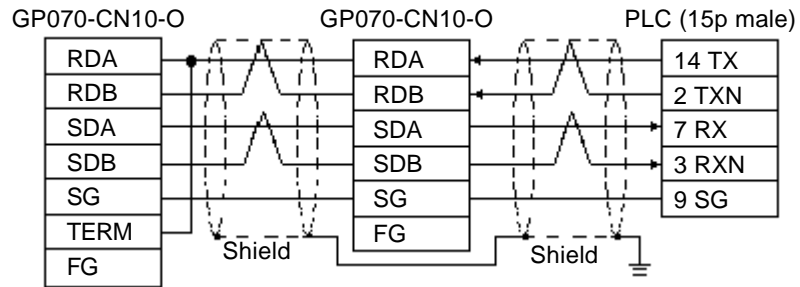 GP070-CN10-O GP070-CN10-O PLC (15p male)
RDA RDA 14 TX
RDB RDB 2 TXN
SDA SDA 7 RX
SDB SDB 3 RXN
SG SG 9 SG
TERM FG
Shield Shield
FG